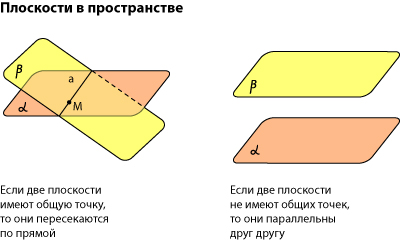 Плоскости в пространстве
β
a
M
α
β
α
Если две плоскости
имеют общую точку,
то они пересекаются
по прямой
Если две плоскости
не имеют общих точек,
то они параллельны
друг другу